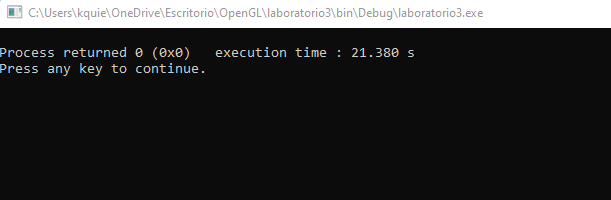 C:\Users\kquie\OneDrive\Escritorio\OpenGL\laboratorio3\bin\Debug\laboratorio3.exe
Process returned 0 (0x0)   execution time : 21.380 s
Press any key to continue.